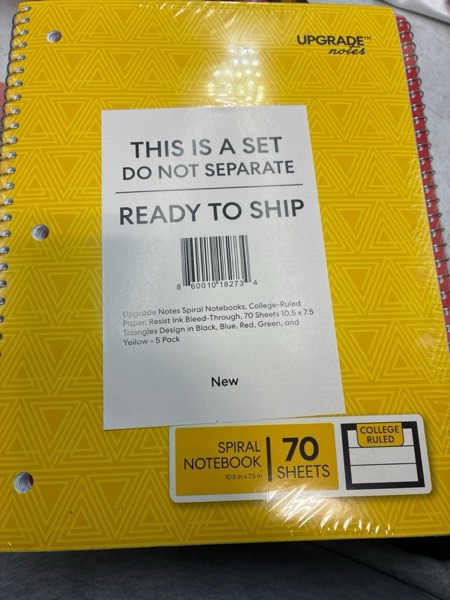 UPGRADE™
notes
THIS IS A SET
DO NOT SEPARATE
READY TO SHIP
8 60010 18273 4
Upgrade Notes Spiral Notebooks, College-Ruled
Paper, Resist Ink Bleed-Through, 70 Sheets 10.5 x 7.5
Triangles Design in Black, Blue, Red, Green, and
Yellow - 5 Pack
New
SPIRAL
NOTEBOOK
10.5 in x 7.5 in
70
SHEETS
COLLEGE
RULED